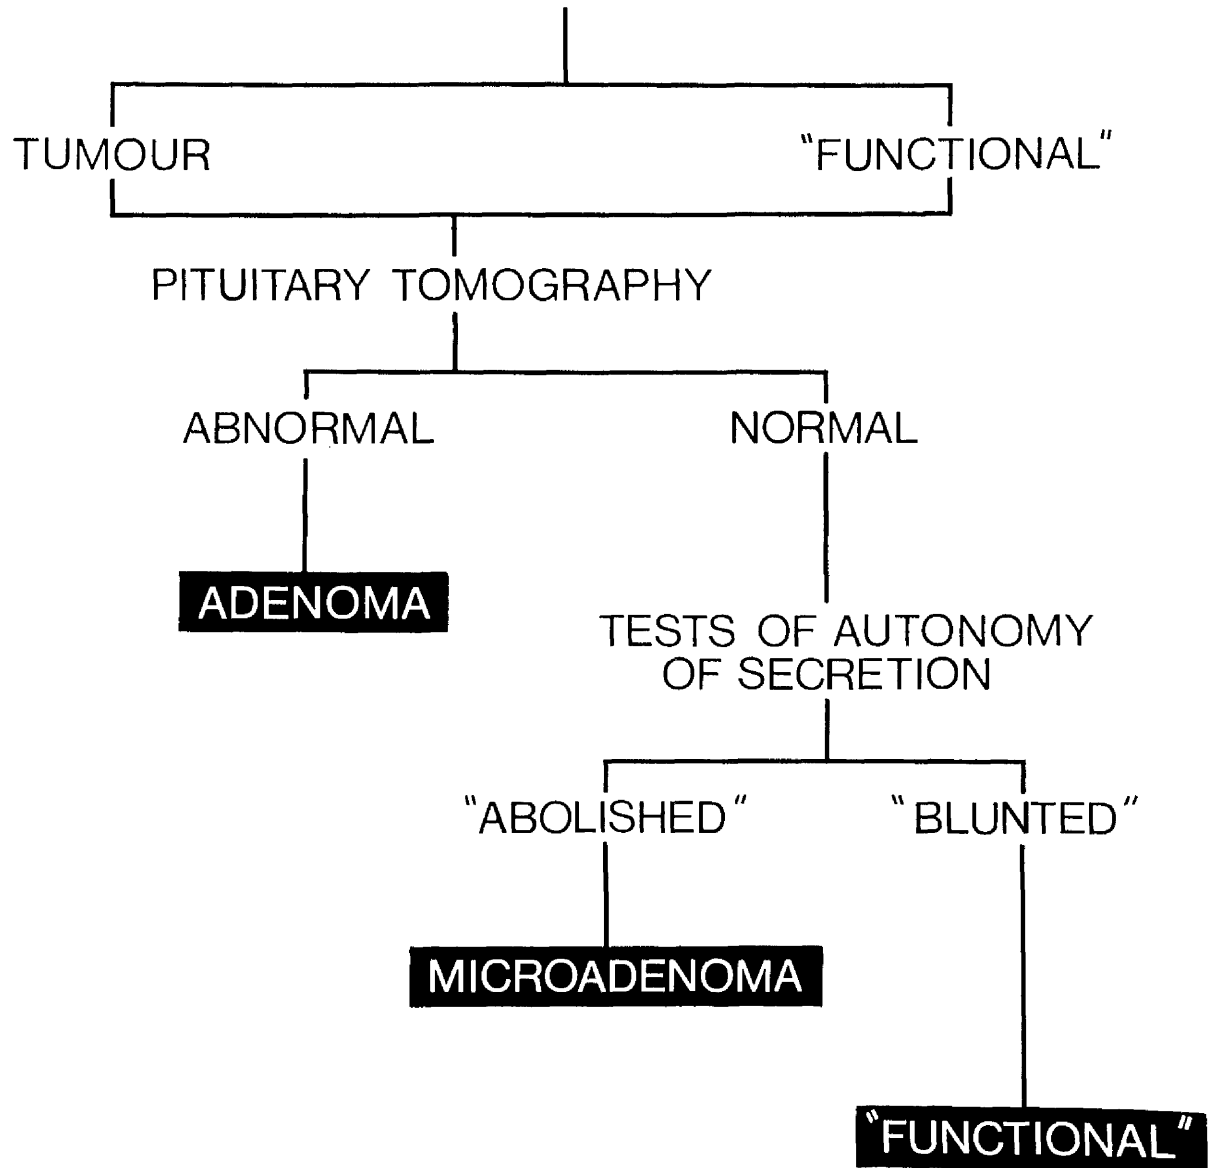 TUMOUR
"FUNCTIONAL"
PITUITARY TOMOGRAPHY
ABNORMAL
NORMAL
ADENOMA
TESTS OF AUTONOMY
OF SECRETION
"ABOLISHED"
"BLUNTED"
MICROADENOMA
"FUNCTIONAL"